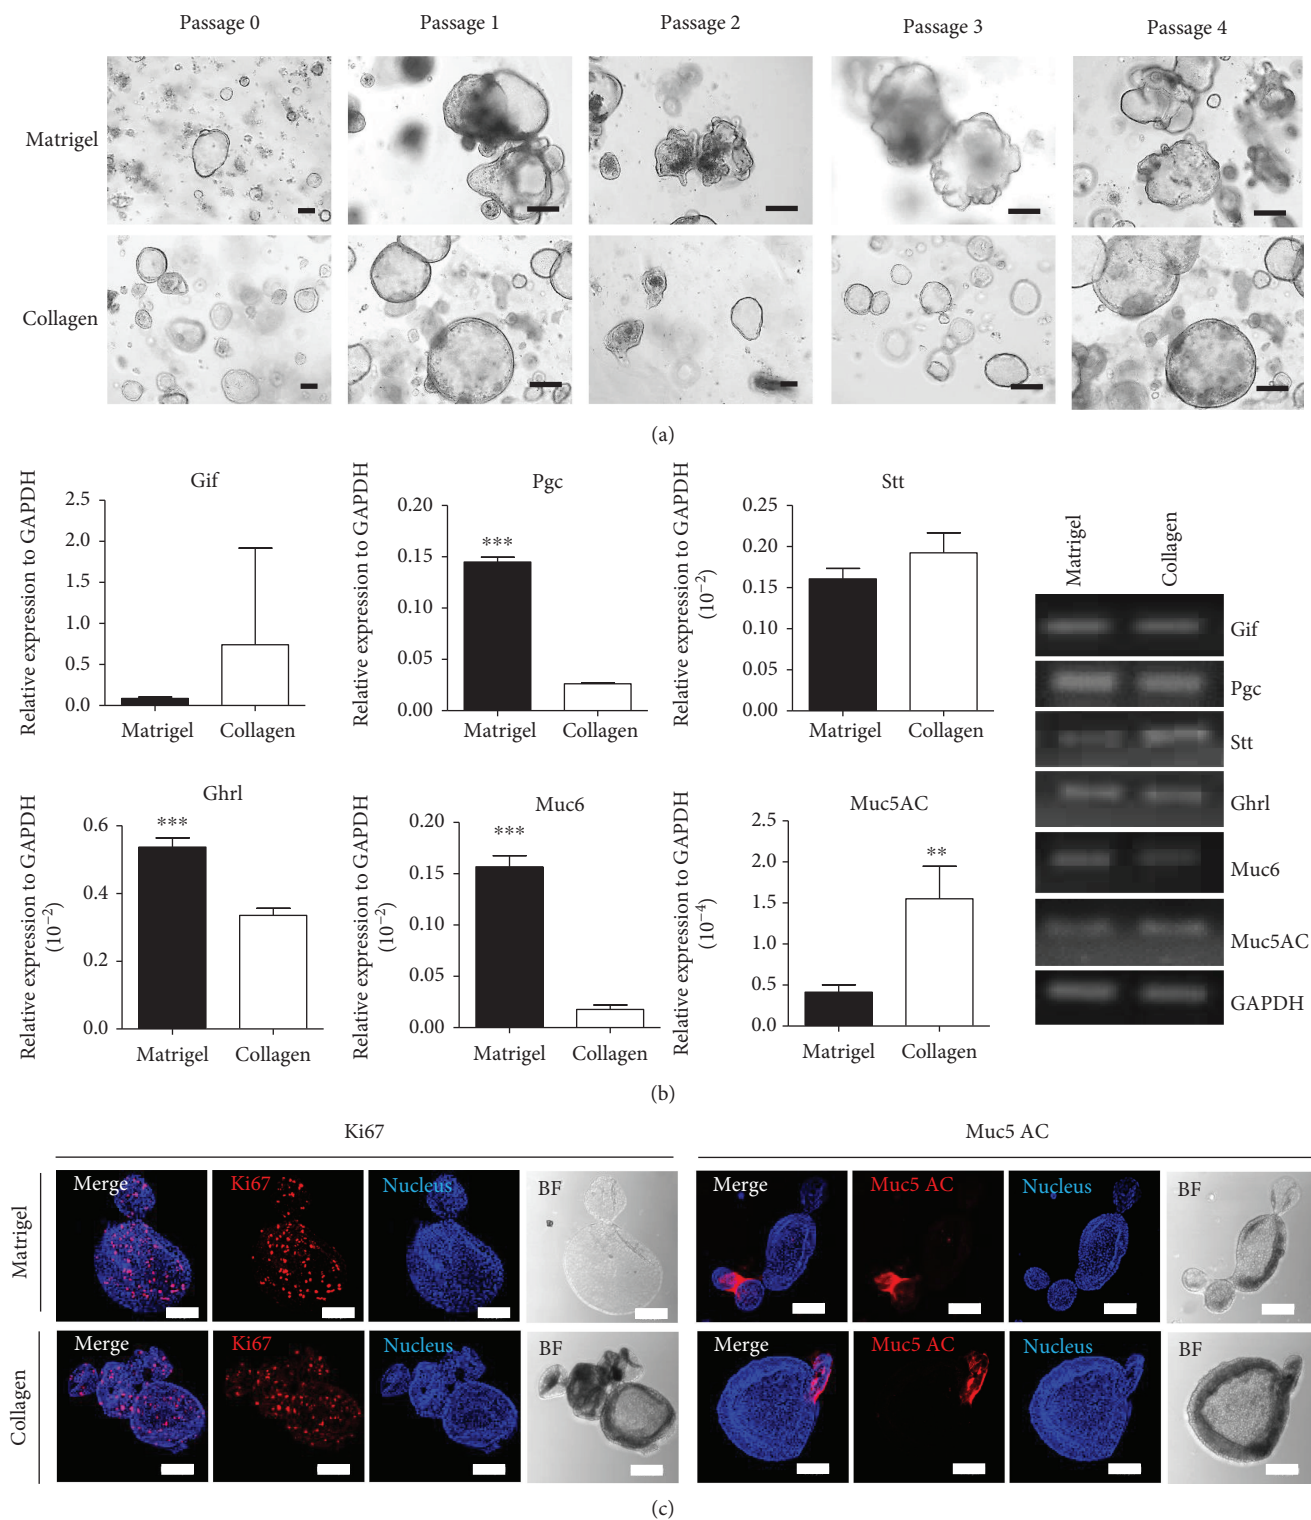 Passage 0
Passage 1
Passage 2
Passage 3
Passage 4
Matrigel
Collagen
(a)
Gif
Relative expression to GAPDH
2.5
2.0
1.5
1.0
0.5
0.0
Matrigel
Collagen
Pgc
Relative expression to GAPDH
0.20
0.15
0.10
0.05
0.00
***
Matrigel
Collagen
Stt
Relative expression to GAPDH
(10−2)
0.25
0.20
0.15
0.10
0.05
0.00
Matrigel
Collagen
Ghrl
Relative expression to GAPDH
(10−2)
0.6
0.4
0.2
0.0
***
Matrigel
Collagen
Muc6
Relative expression to GAPDH
(10−2)
0.20
0.15
0.10
0.05
0.00
***
Matrigel
Collagen
Muc5AC
Relative expression to GAPDH
(10−4)
2.5
2.0
1.5
1.0
0.5
0.0
**
Matrigel
Collagen
Matrigel
Collagen
Gif
Pgc
Stt
Ghrl
Muc6
Muc5AC
GAPDH
(b)
Ki67
Muc5 AC
Matrigel
Merge
Ki67
Nucleus
BF
Merge
Muc5 AC
Nucleus
BF
Collagen
Merge
Ki67
Nucleus
BF
Merge
Muc5 AC
Nucleus
BF
(c)